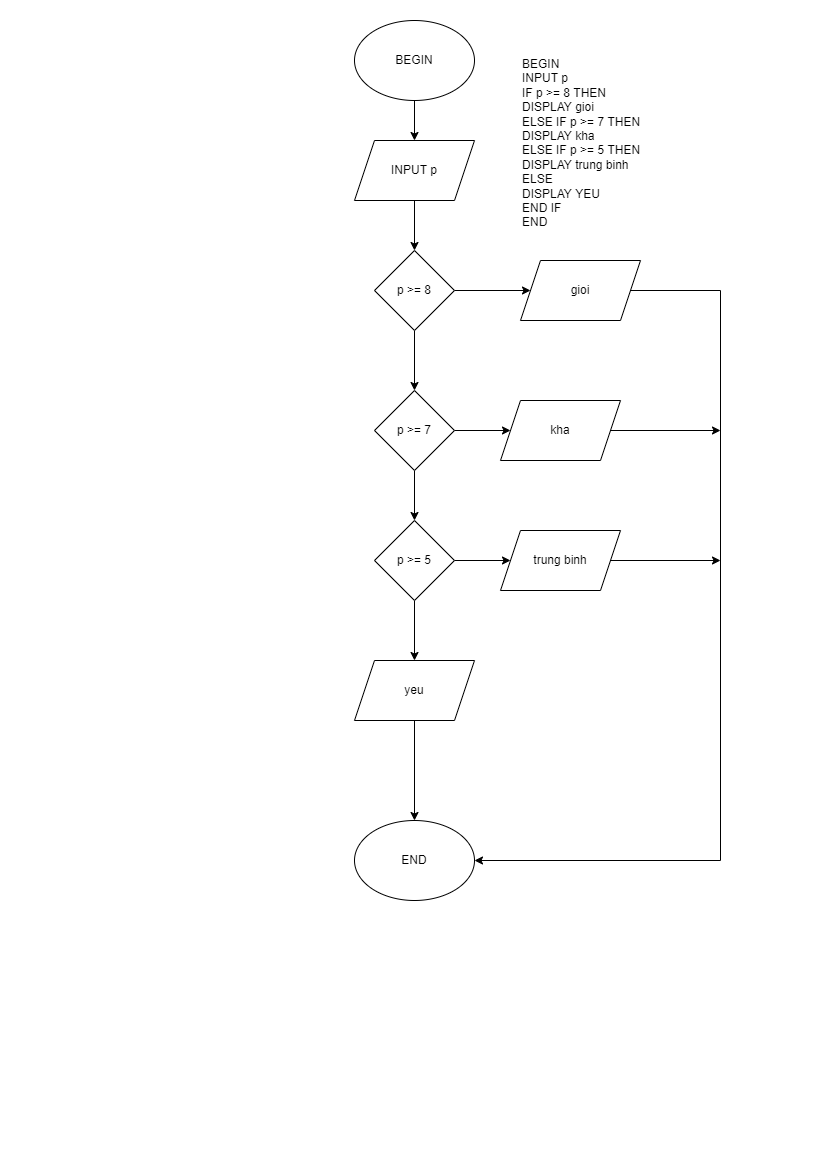 BEGIN
BEGIN
INPUT p
IF p >= 8 THEN
DISPLAY gioi
ELSE IF p >= 7 THEN
DISPLAY kha
ELSE IF p >= 5 THEN
DISPLAY trung binh
ELSE
DISPLAY YEU
END IF
END
INPUT p
p >= 8
gioi
p >= 7
kha
p >= 5
trung binh
yeu
END